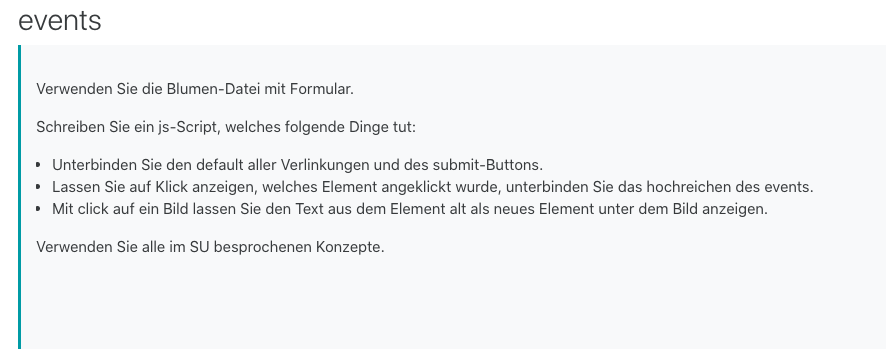 events
Verwenden Sie die Blumen-Datei mit Formular.
Schreiben Sie ein js-Script, welches folgende Dinge tut:
• Unterbinden Sie den default aller Verlinkungen und des submit-Buttons.
• Lassen Sie auf Klick anzeigen, welches Element angeklickt wurde, unterbinden Sie das hochreichen des events.
• Mit click auf ein Bild lassen Sie den Text aus dem Element alt als neues Element unter dem Bild anzeigen.
Verwenden Sie alle im SU besprochenen Konzepte.